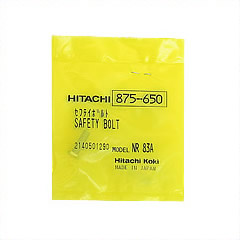 HITACHI 875-650
セフティボルト
SAFETY BOLT
2140501290 MODEL NR 83A
Hitachi Koki
MADE IN JAPAN